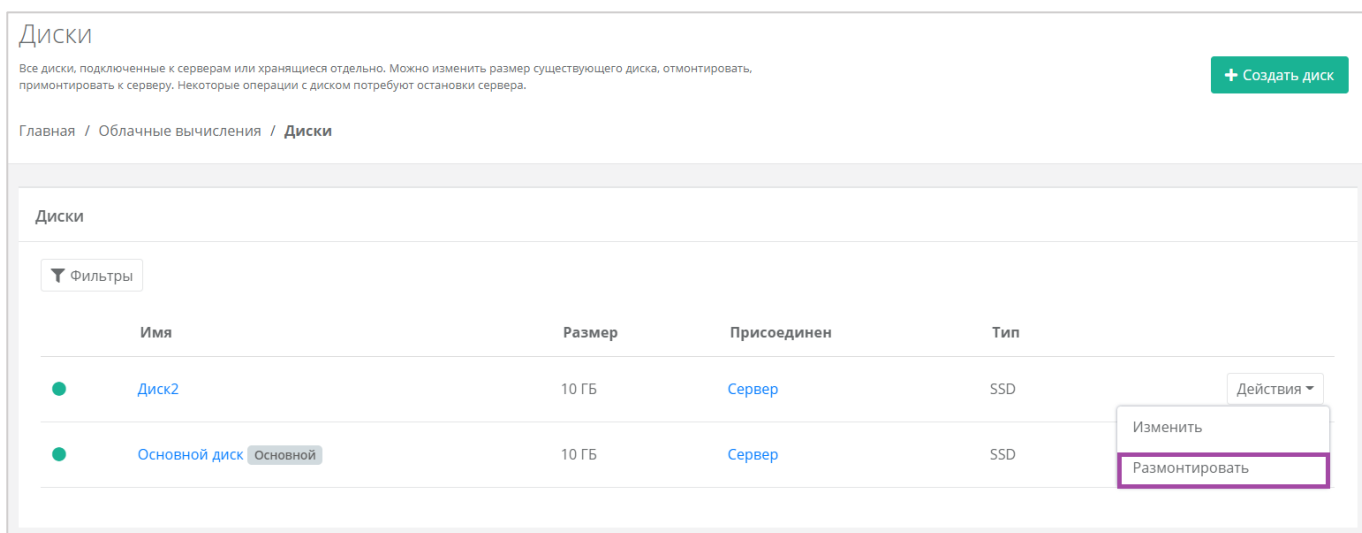 Диски
Все диски, подключенные к серверам или хранящиеся отдельно. Можно изменить размер существующего диска, отмонтировать,
примонтировать к серверу. Некоторые операции с диском потребуют остановки сервера.
+ Создать диск
Главная / Облачные вычисления / Диски
Диски
Фильтры
Имя Размер Присоединен Тип
Диск2 10 ГБ Сервер SSD Действия
Изменить
Основной диск Основной 10 ГБ Сервер SSD
Размонтировать